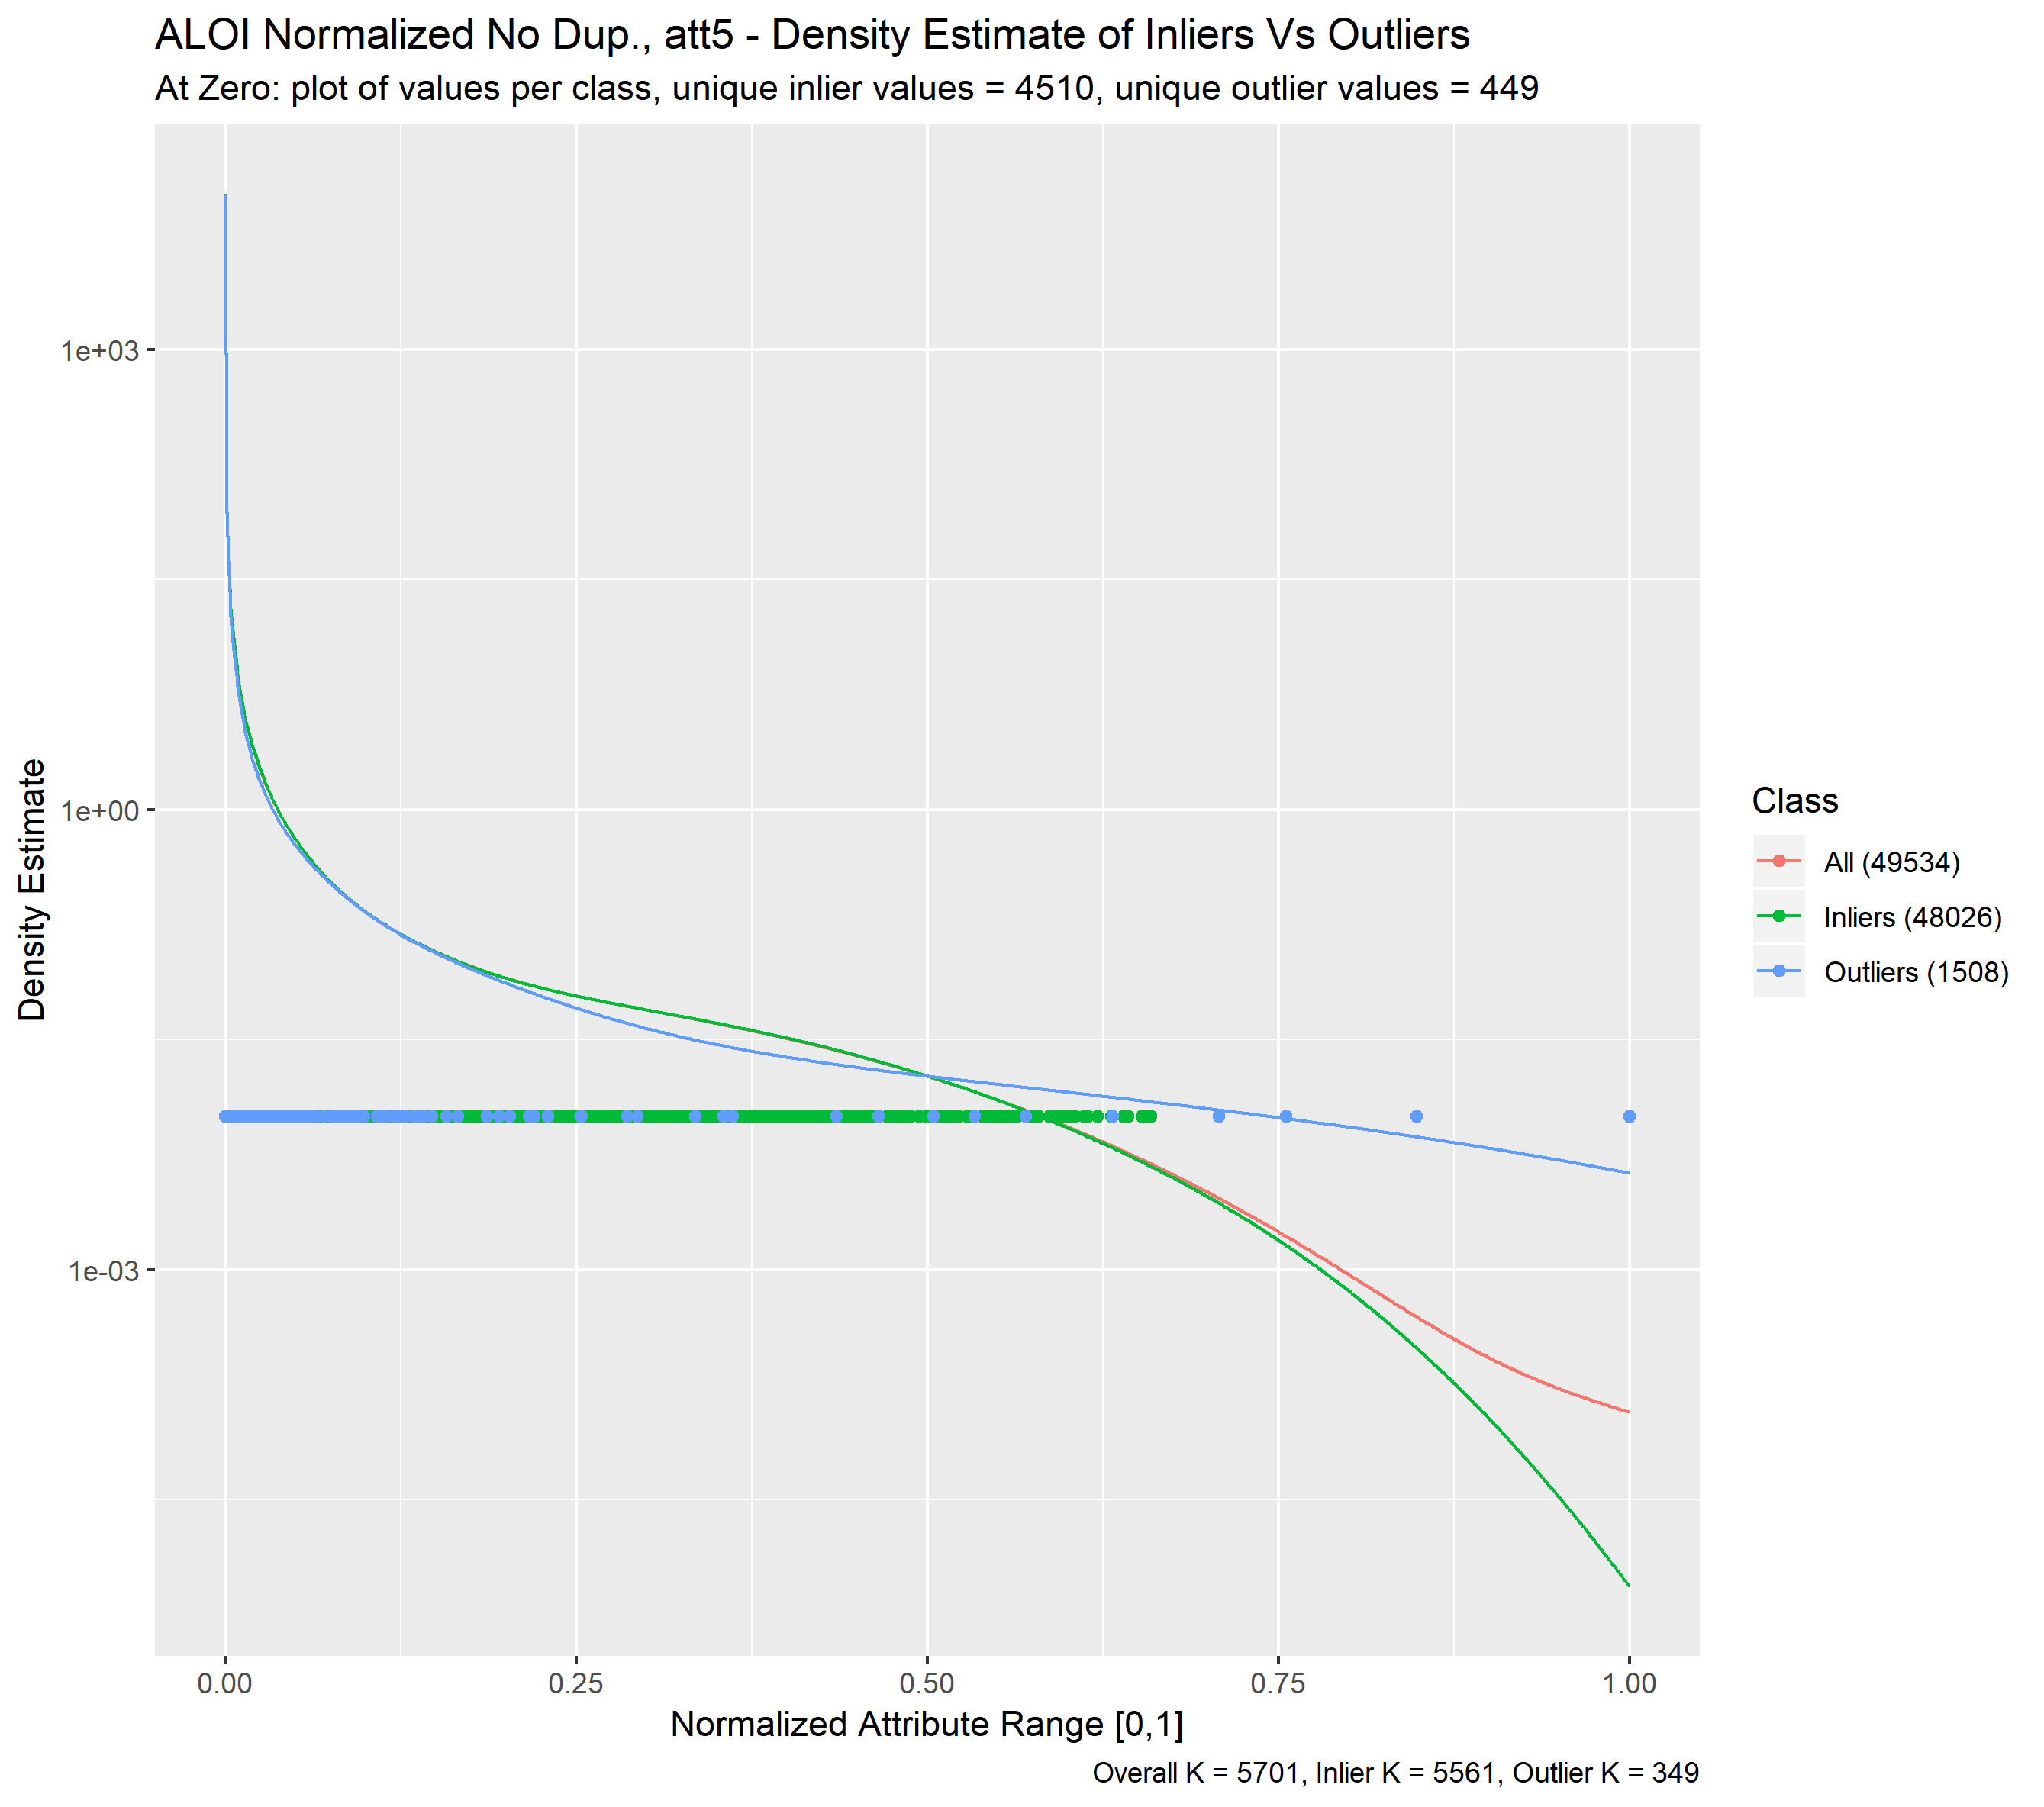 ALOI Normalized No Dup., att5 - Density Estimate of Inliers Vs Outliers
At Zero: plot of values per class, unique inlier values = 4510, unique outlier values = 449
Density Estimate
1e+03
1e+00
1e-03
0.00
0.25
0.50
0.75
1.00
Normalized Attribute Range [0,1]
Overall K = 5701, Inlier K = 5561, Outlier K = 349
Class
All (49534)
Inliers (48026)
Outliers (1508)